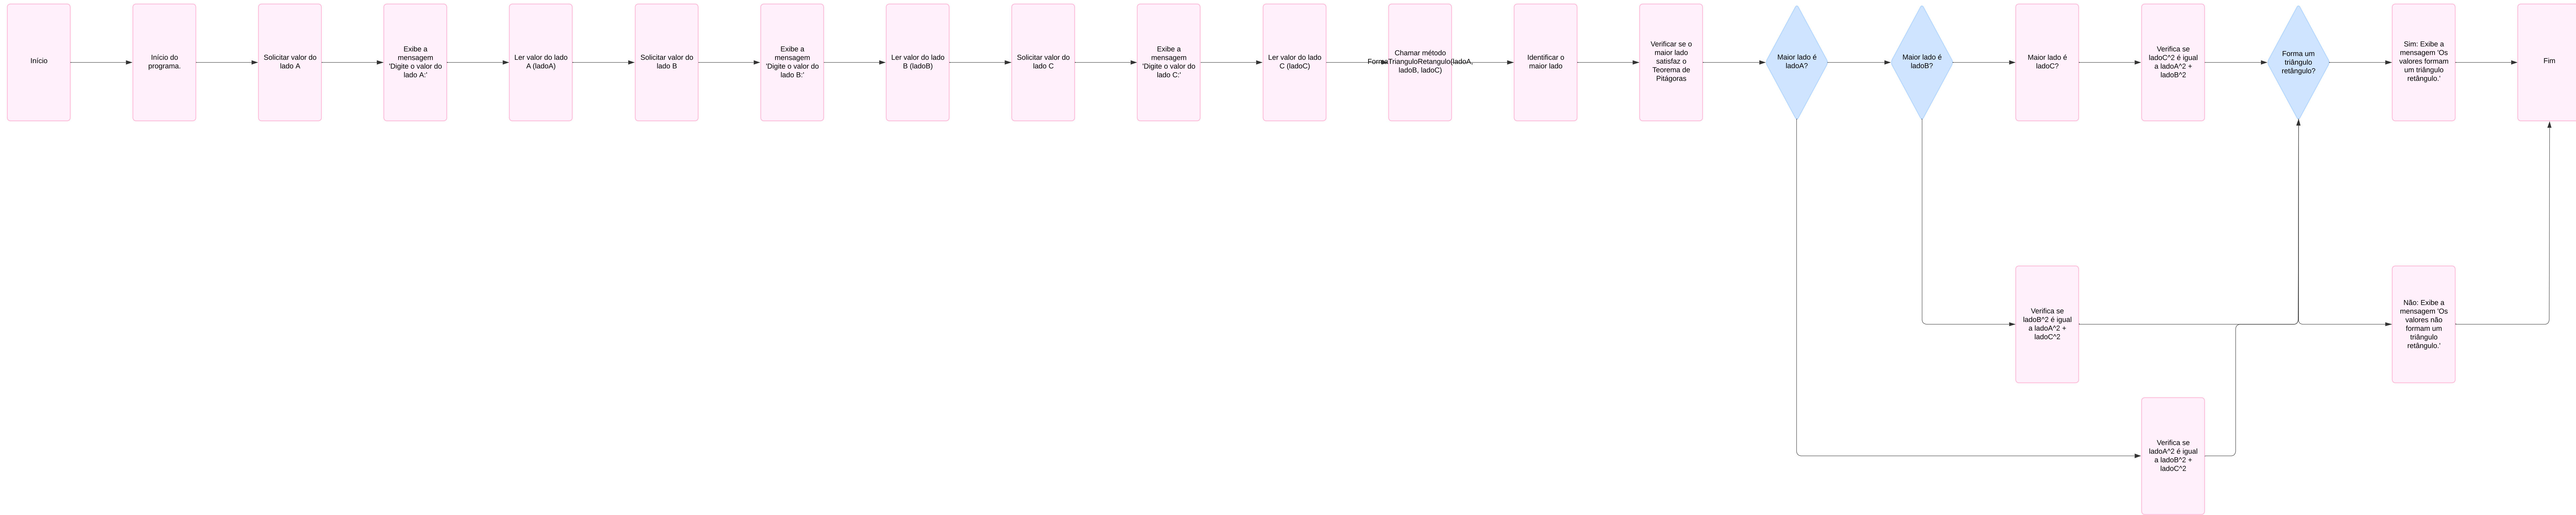 Início
Início do
programa.
Solicitar valor do
lado A
Exibe a
mensagem
'Digite o valor do
lado A:'
Ler valor do lado
A (ladoA)
Solicitar valor do
lado B
Exibe a
mensagem
'Digite o valor do
lado B:'
Ler valor do lado
B (ladoB)
Solicitar valor do
lado C
Exibe a
mensagem
'Digite o valor do
lado C:'
Ler valor do lado
C (ladoC)
Chamar método
FormaTrianguloRetangulo(ladoA,
ladoB, ladoC)
Identificar o
maior lado
Verificar se o
maior lado
satisfaz o
Teorema de
Pitágoras
Maior lado é
ladoA?
Maior lado é
ladoB?
Maior lado é
ladoC?
Verifica se
ladoC^2 é igual
a ladoA^2 +
ladoB^2
Forma um
triângulo
retângulo?
Sim: Exibe a
mensagem 'Os
valores formam
um triângulo
retângulo.'
Fim
Verifica se
ladoB^2 é igual
a ladoA^2 +
ladoC^2
Não: Exibe a
mensagem 'Os
valores não
formam um
triângulo
retângulo.'
Verifica se
ladoA^2 é igual
a ladoB^2 +
ladoC^2